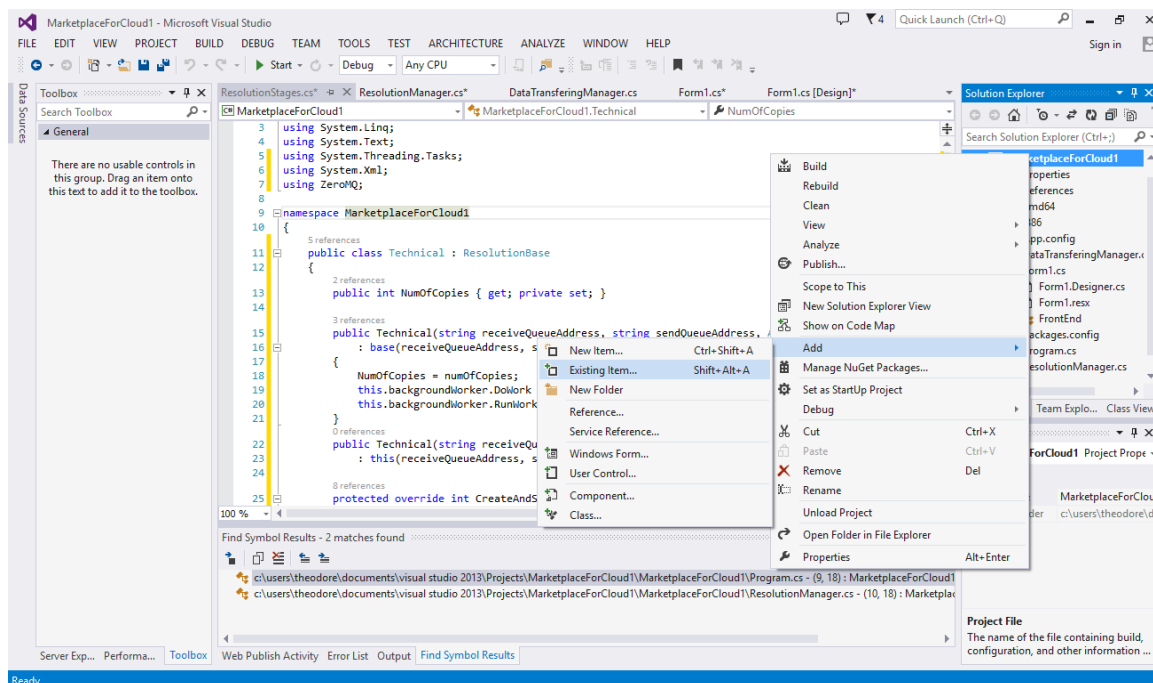 MarketplaceForCloud1 - Microsoft Visual Studio
4
Quick Launch (Ctrl+Q)
FILE EDIT VIEW PROJECT BUILD DEBUG TEAM TOOLS TEST ARCHITECTURE ANALYZE WINDOW HELP
Sign in
Start Debug Any CPU
Data Sources
Toolbox
Search Toolbox
General
There are no usable controls in
this group. Drag an item onto
this text to add it to the toolbox.
ResolutionStages.cs* ResolutionManager.cs* DataTransferingManager.cs Form1.cs* Form1.cs [Design]*
MarketplaceForCloud1 MarketplaceForCloud1.Technical NumOfCopies
3 using System.Linq;
4 using System.Text;
5 using System.Threading.Tasks;
6 using System.Xml;
7 using ZeroMQ;
8
9 namespace MarketplaceForCloud1
10 {
5 references
11 public class Technical : ResolutionBase
12 {
2 references
13 public int NumOfCopies { get; private set; }
14
3 references
15 public Technical(string receiveQueueAddress, string sendQueueAddress,
16 : base(receiveQueueAddress, s
17 {
18 NumOfCopies = numOfCopies;
19 this.backgroundWorker.DoWork
20 this.backgroundWorker.RunWork
21 }
0 references
22 public Technical(string receiveQu
23 : this(receiveQueueAddress, s
24
8 references
25 protected override int CreateAndS
100 %
New Item... Ctrl+Shift+A
Existing Item... Shift+Alt+A
New Folder
Reference...
Service Reference...
Windows Form...
User Control...
Component...
Class...
Build
Rebuild
Clean
View
Analyze
Publish...
Scope to This
New Solution Explorer View
Show on Code Map
Add
Manage NuGet Packages...
Set as StartUp Project
Debug
Cut Ctrl+X
Paste Ctrl+V
Remove Del
Rename
Unload Project
Open Folder in File Explorer
Properties Alt+Enter
Solution Explorer
Search Solution Explorer (Ctrl+;)
ketplaceForCloud1
roperties
eferences
md64
86
pp.config
ataTransferingManager.c
orm1.cs
Form1.Designer.cs
Form1.resx
FrontEnd
ackages.config
rogram.cs
esolutionManager.cs
Team Explo... Class View
ForCloud1 Project Prope
MarketplaceForClou
der c:\users\theodore\d
Project File
The name of the file containing build,
configuration, and other information ...
Find Symbol Results - 2 matches found
c:\users\theodore\documents\visual studio 2013\Projects\MarketplaceForCloud1\MarketplaceForCloud1\Program.cs - (9, 18) : MarketplaceForCloud1
c:\users\theodore\documents\visual studio 2013\Projects\MarketplaceForCloud1\MarketplaceForCloud1\ResolutionManager.cs - (10, 18) : Marketplac
Server Exp... Performa... Toolbox
Web Publish Activity Error List Output Find Symbol Results
Ready